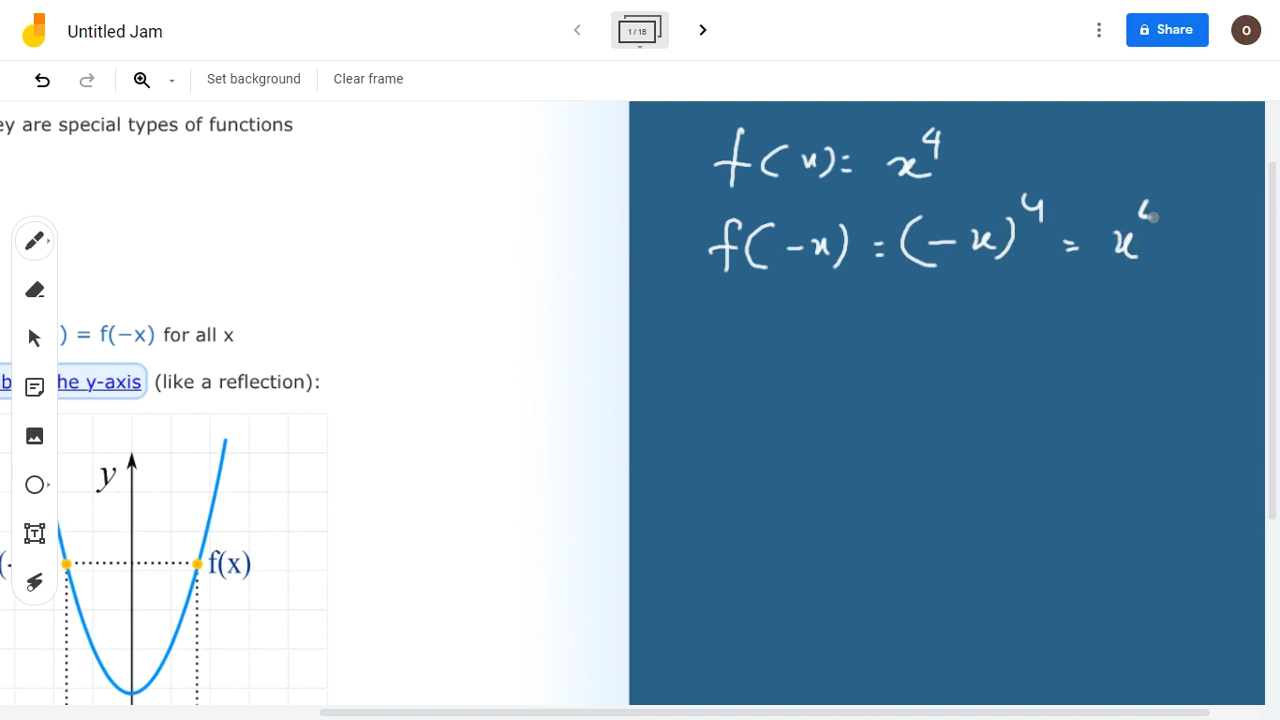 Untitled Jam
1 / 18
Share
O
Set background
Clear frame
ey are special types of functions
f(x) = x⁴
f(-x) = (-x)⁴ = x⁴
) = f(−x) for all x
he y-axis (like a reflection):
y
f(x)
T